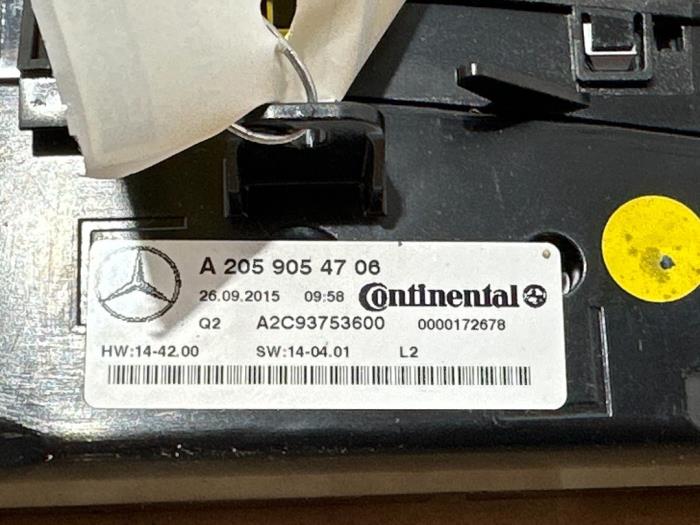 A 205 905 47 06
26.09.2015 09:58 Continental
Q2 A2C93753600 0000172678
HW:14-42.00 SW:14-04.01 L2